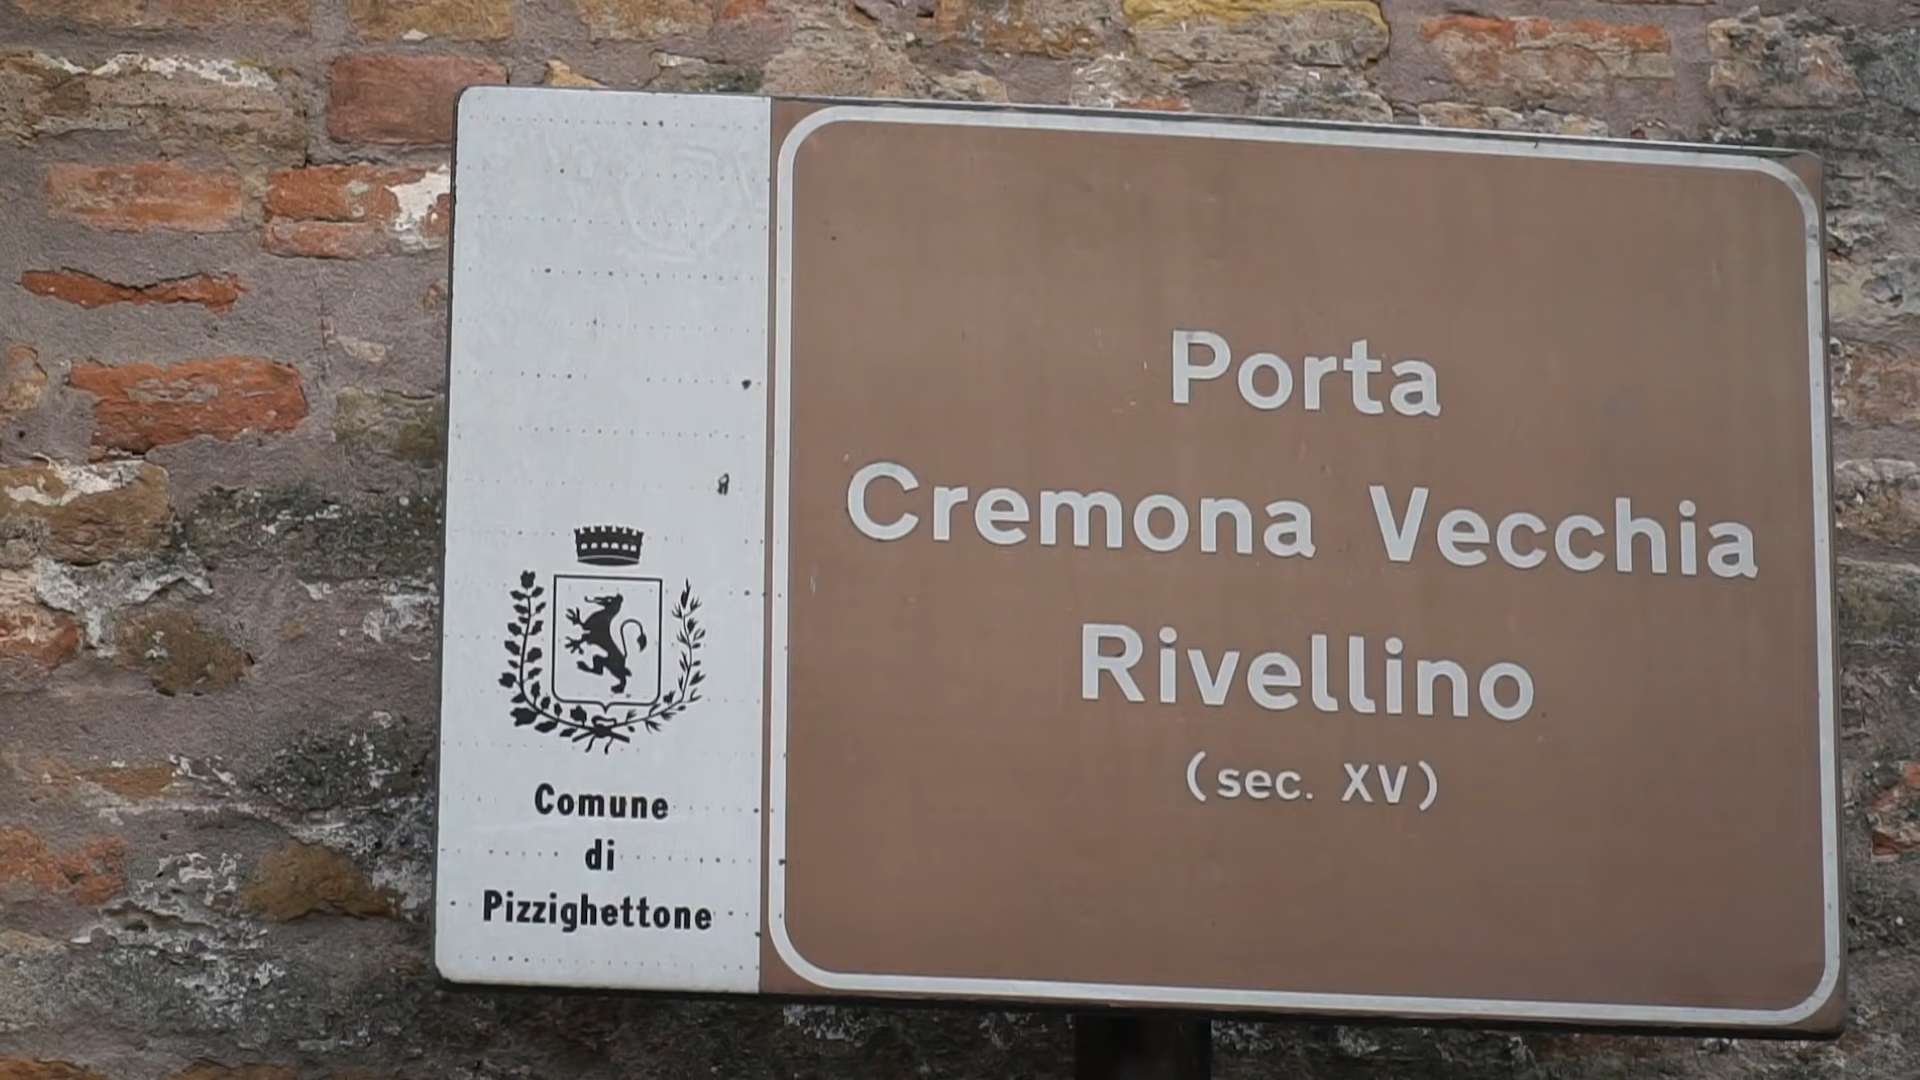 Comune
di
Pizzighettone
Porta
Cremona Vecchia
Rivellino
(sec. XV)